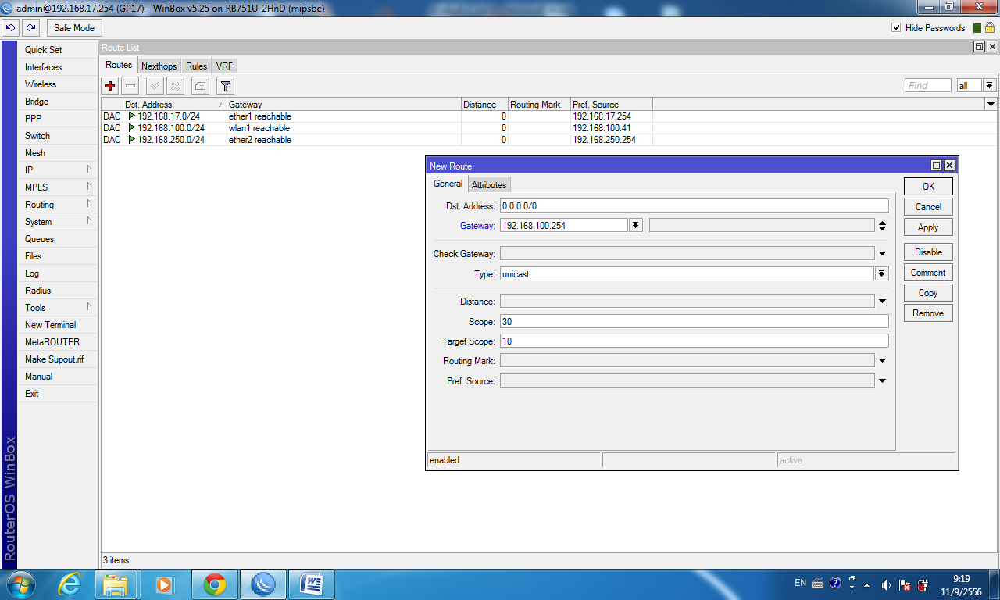 admin@192.168.17.254 (GP17) - WinBox v5.25 on RB751U-2HnD (mipsbe)
Safe Mode
Hide Passwords
Quick Set
Interfaces
Wireless
Bridge
PPP
Switch
Mesh
IP
MPLS
Routing
System
Queues
Files
Log
Radius
Tools
New Terminal
MetaROUTER
Make Supout.rif
Manual
Exit
RouterOS WinBox
Route List
Routes Nexthops Rules VRF
Find all
Dst. Address Gateway Distance Routing Mark Pref. Source
DAC 192.168.17.0/24 ether1 reachable 0 192.168.17.254
DAC 192.168.100.0/24 wlan1 reachable 0 192.168.100.41
DAC 192.168.250.0/24 ether2 reachable 0 192.168.250.254
New Route
General Attributes
Dst. Address: 0.0.0.0/0
Gateway: 192.168.100.254
Check Gateway:
Type: unicast
Distance:
Scope: 30
Target Scope: 10
Routing Mark:
Pref. Source:
OK
Cancel
Apply
Disable
Comment
Copy
Remove
enabled active
3 items
EN
9:19
11/9/2556